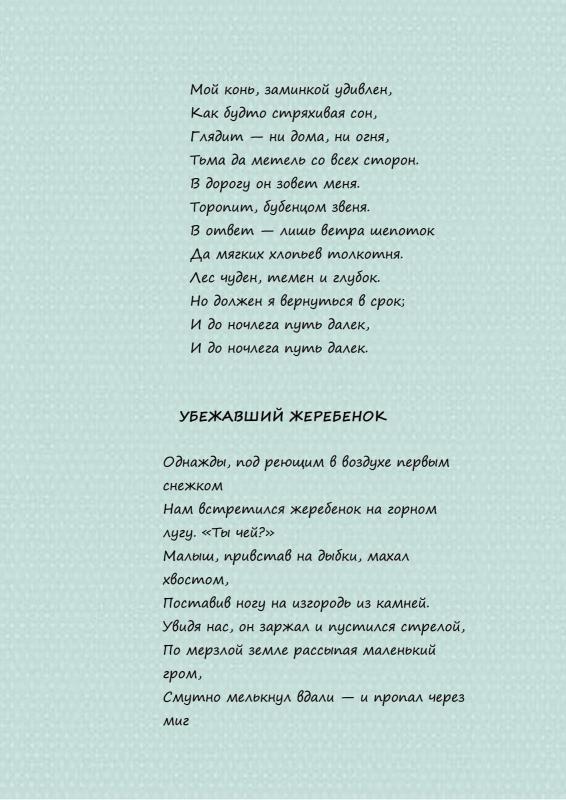 Мой конь, заминкой удивлен,
Как будто стряхивая сон,
Глядит — ни дома, ни огня,
Тьма да метель со всех сторон.
В дорогу он зовет меня.
Торопит, бубенцом звеня.
В ответ — лишь ветра шепоток
Да мягких хлопьев толкотня.
Лес чуден, темен и глубок.
Но должен я вернуться в срок;
И до ночлега путь далек,
И до ночлега путь далек.
УБЕЖАВШИЙ ЖЕРЕБЕНОК
Однажды, под реющим в воздухе первым
снежком
Нам встретился жеребенок на горном
лугу. «Ты чей?»
Малыш, привстав на дыбки, махал
хвостом,
Поставив ногу на изгородь из камней.
Увидя нас, он заржал и пустился стрелой,
По мерзлой земле рассыпая маленький
гром,
Смутно мелькнул вдали — и пропал через
миг